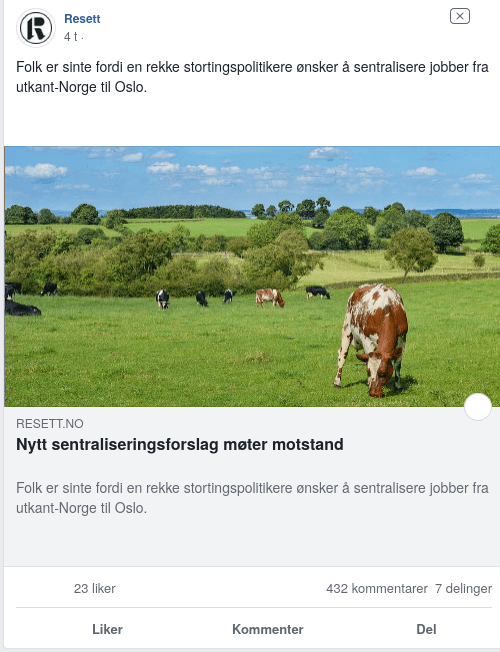 Resett
4 t ·
Folk er sinte fordi en rekke stortingspolitikere ønsker å sentralisere jobber fra
utkant-Norge til Oslo.
RESETT.NO
Nytt sentraliseringsforslag møter motstand
Folk er sinte fordi en rekke stortingspolitikere ønsker å sentralisere jobber fra
utkant-Norge til Oslo.
23 liker 432 kommentarer 7 delinger
Liker Kommenter Del